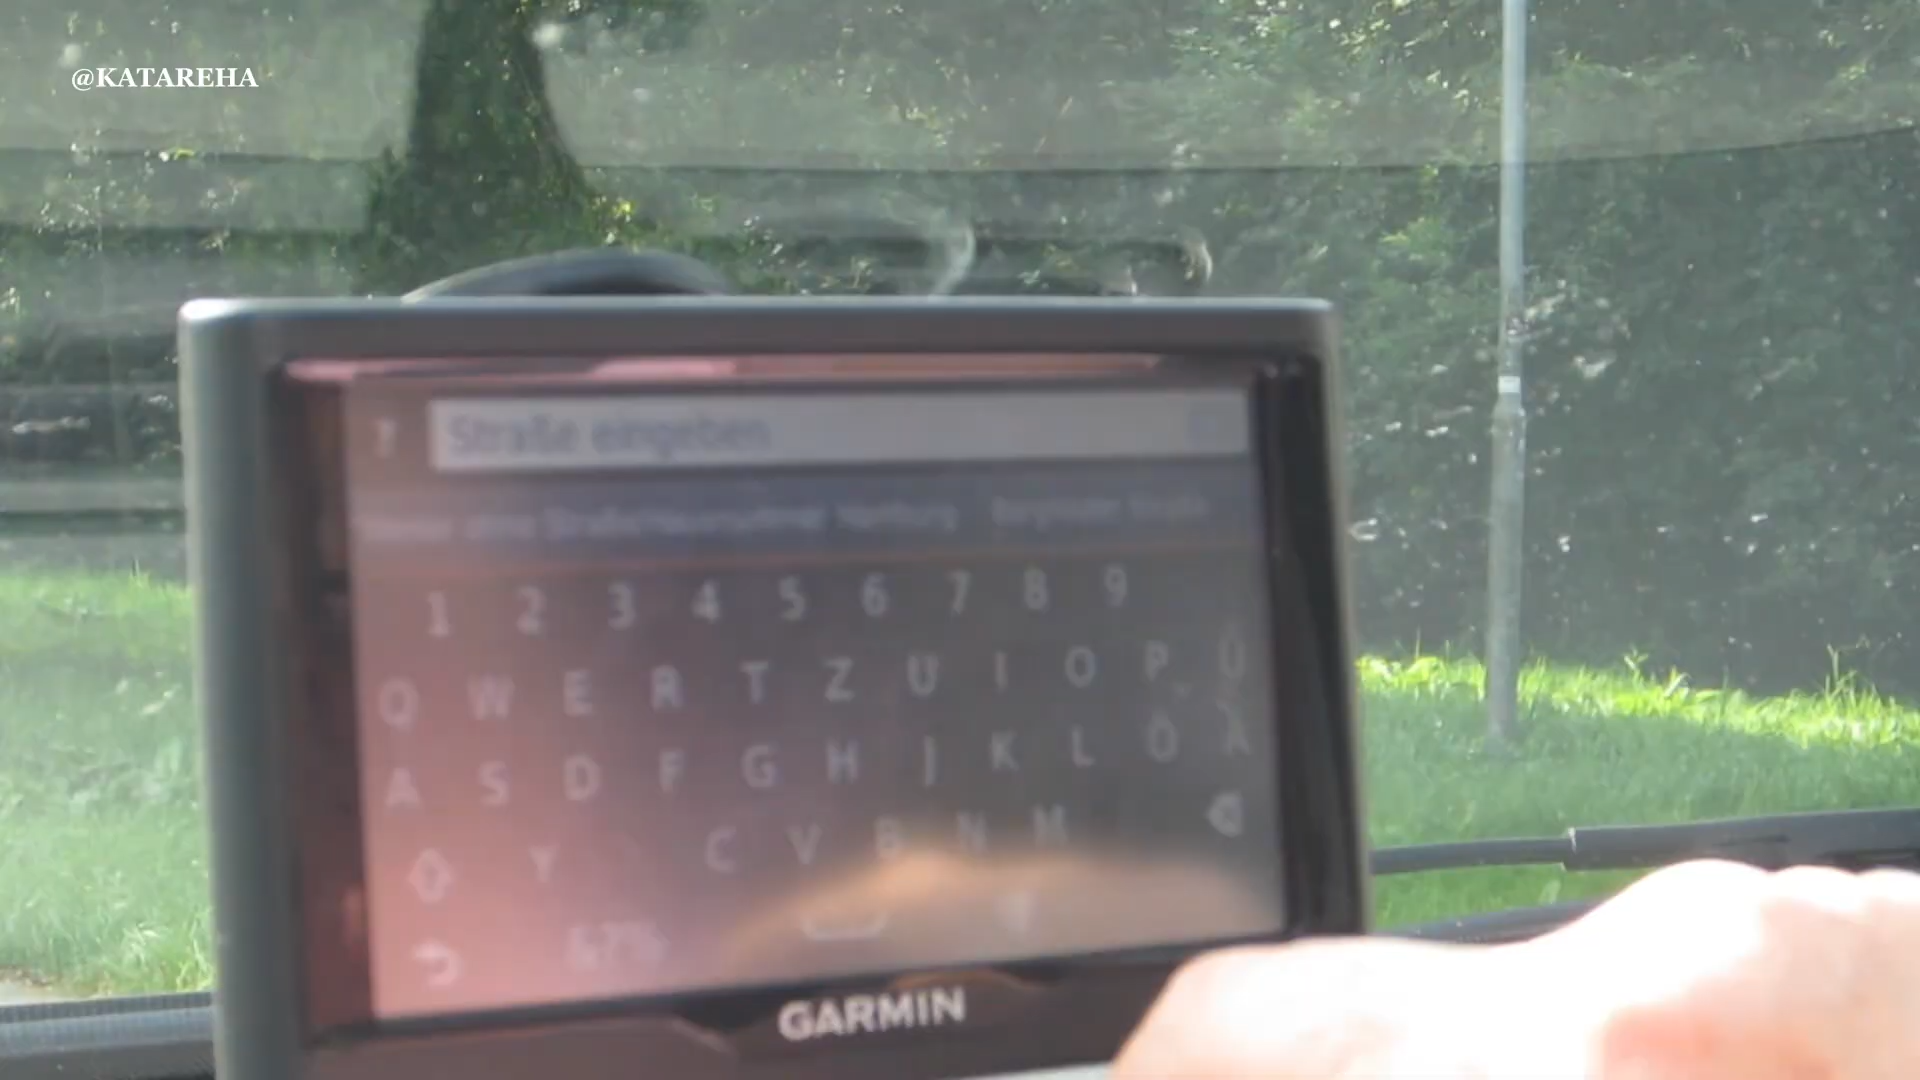 @KATAREHA
? Straße eingeben
1 2 3 4 5 6 7 8 9
Q W E R T Z U I O P Ü
A S D F G H J K L Ö Ä
Y C V B N M
GARMIN